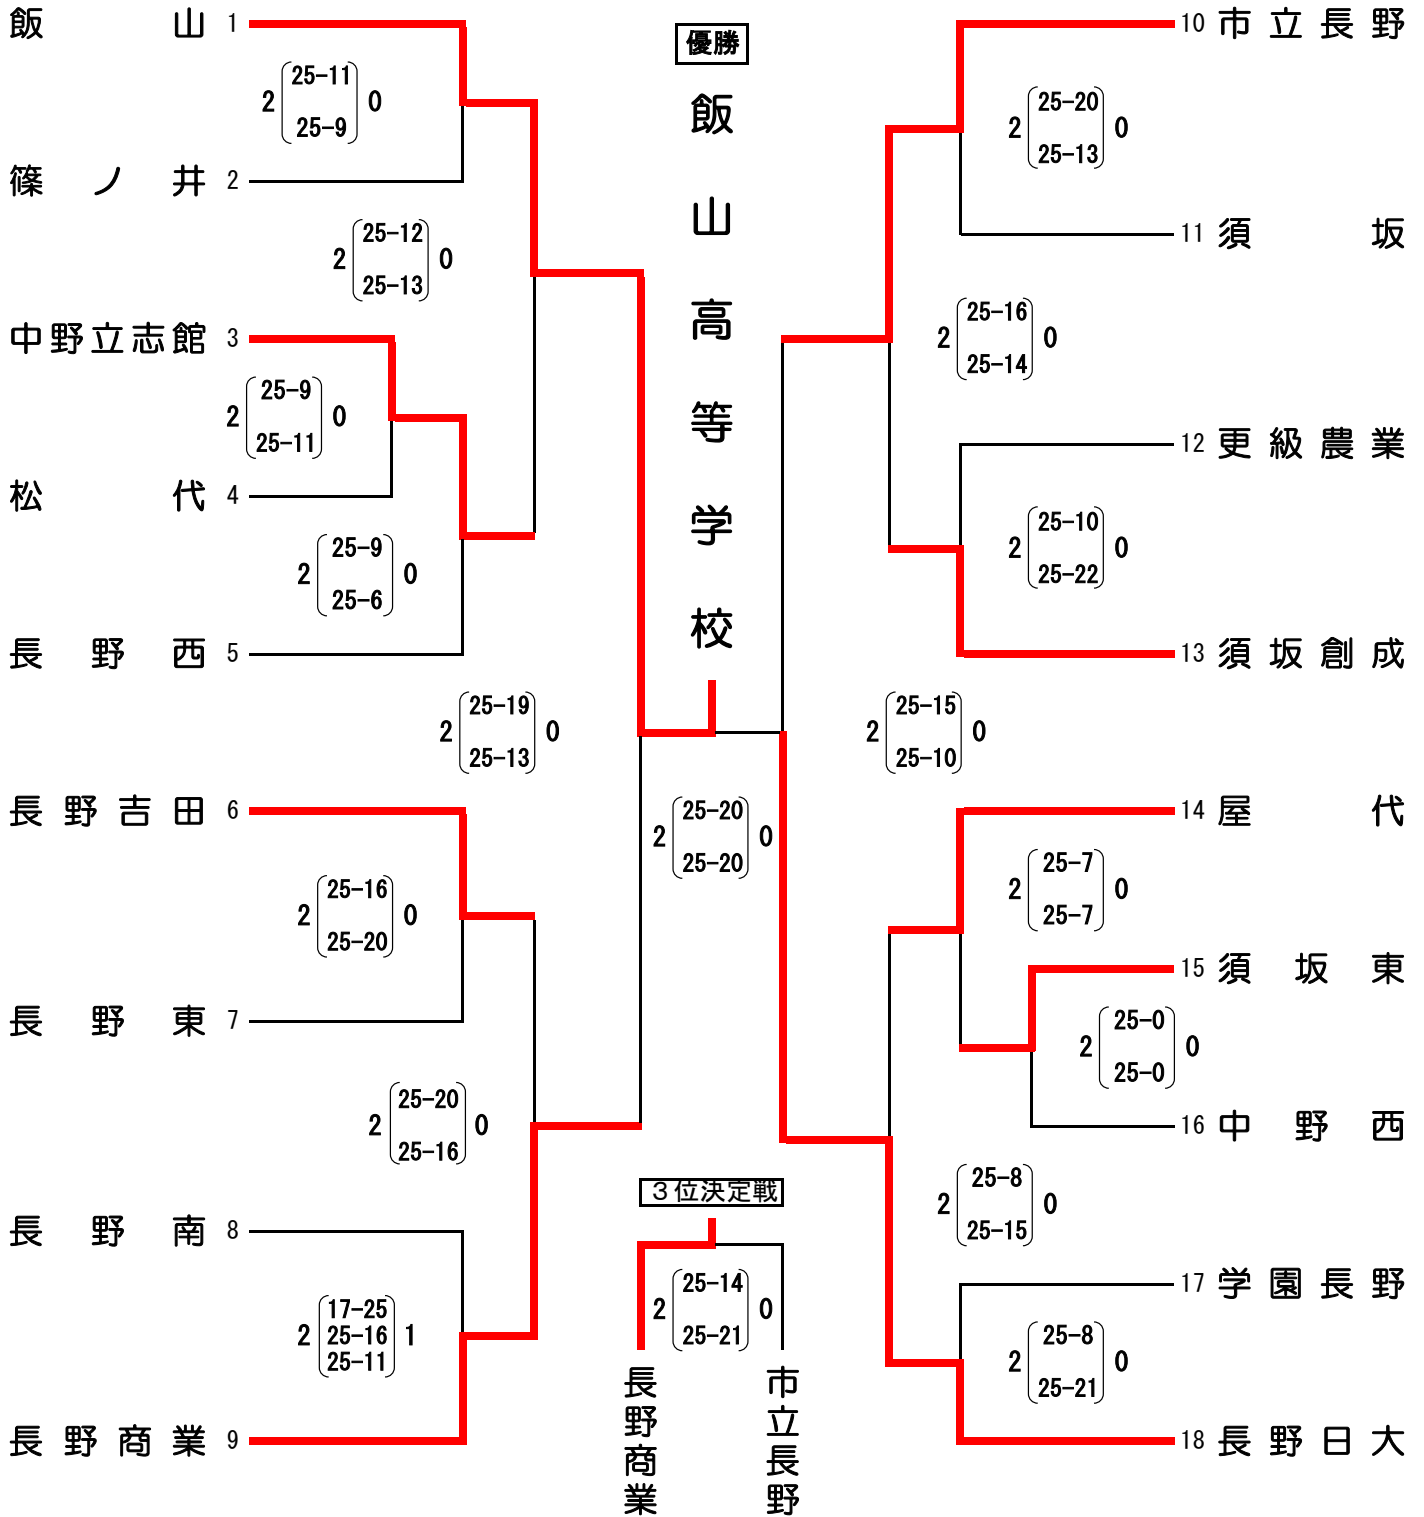 飯山 1
2 25-11 0
25-9
篠ノ井 2
2 25-12 0
25-13
中野立志館 3
2 25-9 0
25-11
松代 4
2 25-9 0
25-6
長野西 5
2 25-19 0
25-13
長野吉田 6
2 25-16 0
25-20
長野東 7
2 25-20 0
25-16
長野南 8
2 17-25 1
25-16
25-11
長野商業 9
優勝
飯山高等学校
2 25-20 0
25-20
3位決定戦
2 25-14 0
25-21
長野商業
市立長野
10 市立長野
2 25-20 0
25-13
11 須坂
2 25-16 0
25-14
12 更級農業
2 25-10 0
25-22
13 須坂創成
2 25-15 0
25-10
14 屋代
2 25-7 0
25-7
15 須坂東
2 25-0 0
25-0
16 中野西
2 25-8 0
25-15
17 学園長野
2 25-8 0
25-21
18 長野日大